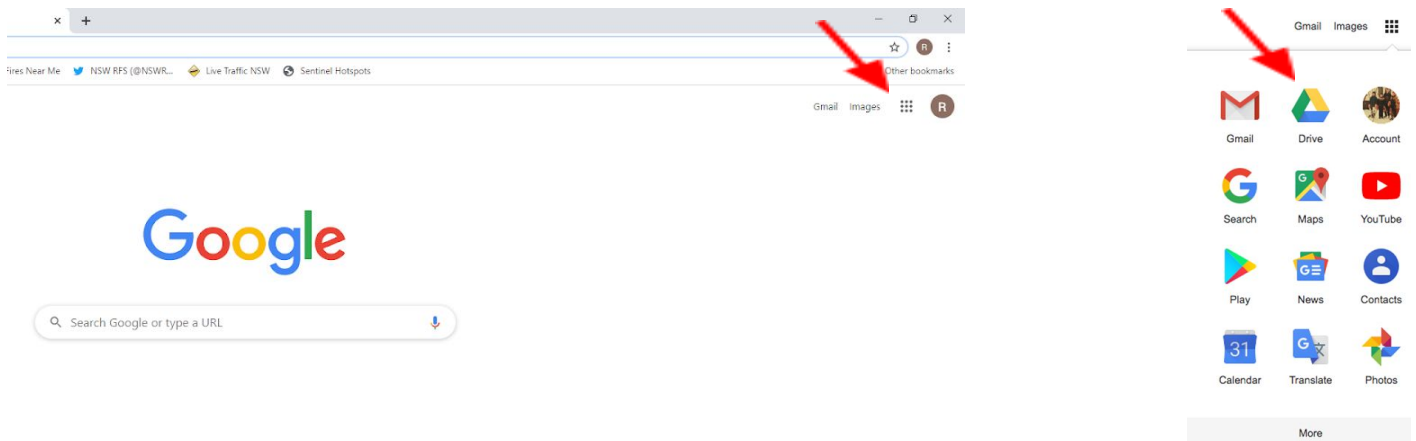 R
Fires Near Me NSW RFS (@NSWR... Live Traffic NSW Sentinel Hotspots Other bookmarks
Gmail Images R
Google
Search Google or type a URL
Gmail Images
Gmail Drive Account
G G
Search Maps YouTube
G
Play News Contacts
31 G 文
Calendar Translate Photos
More